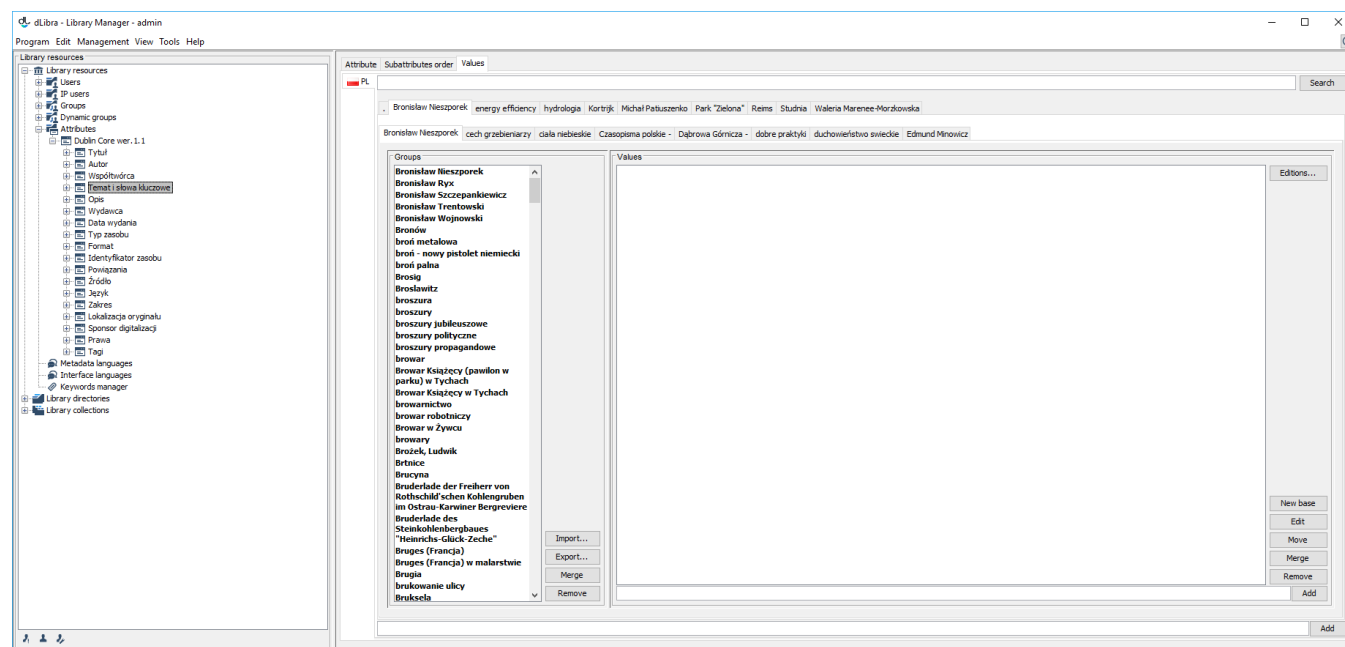 dLibra - Library Manager - admin
Program Edit Management View Tools Help
Library resources
Library resources
Users
IP users
Groups
Dynamic groups
Attributes
Dublin Core wer. 1.1
Tytuł
Autor
Współtwórca
Temat i słowa kluczowe
Opis
Wydawca
Data wydania
Typ zasobu
Format
Identyfikator zasobu
Powiązania
Źródło
Język
Zakres
Lokalizacja oryginału
Sponsor digitalizacji
Prawa
Tagi
Metadata languages
Interface languages
Keywords manager
Library directories
Library collections
Attribute Subattributes order Values
PL Search
. Bronisław Nieszporek energy efficiency hydrologia Kortrijk Michał Patiuszenko Park "Zielona" Reims Studnia Waleria Marenee-Morzkowska
Bronisław Nieszporek cech grzebieniarzy ciała niebieskie Czasopisma polskie - Dąbrowa Górnicza - dobre praktyki duchowieństwo swieckie Edmund Minowicz
Groups
Bronisław Nieszporek
Bronisław Ryx
Bronisław Szczepankiewicz
Bronisław Trentowski
Bronisław Wojnowski
Bronów
broń metalowa
broń - nowy pistolet niemiecki
broń palna
Brosig
Broslawitz
broszura
broszury
broszury jubileuszowe
broszury polityczne
broszury propagandowe
browar
Browar Książęcy (pawilon w
parku) w Tychach
Browar Książęcy w Tychach
browarnictwo
browar robotniczy
Browar w Żywcu
browary
Brożek, Ludwik
Brtnice
Brucyna
Bruderlade der Freiherr von
Rothschild'schen Kohlengruben
im Ostrau-Karwiner Bergreviere
Bruderlade des
Steinkohlenbergbaues
"Heinrichs-Glück-Zeche"
Bruges (Francja)
Bruges (Francja) w malarstwie
Brugia
brukowanie ulicy
Bruksela
Import...
Export...
Merge
Remove
Values
Editions...
New base
Edit
Move
Merge
Remove
Add
Add